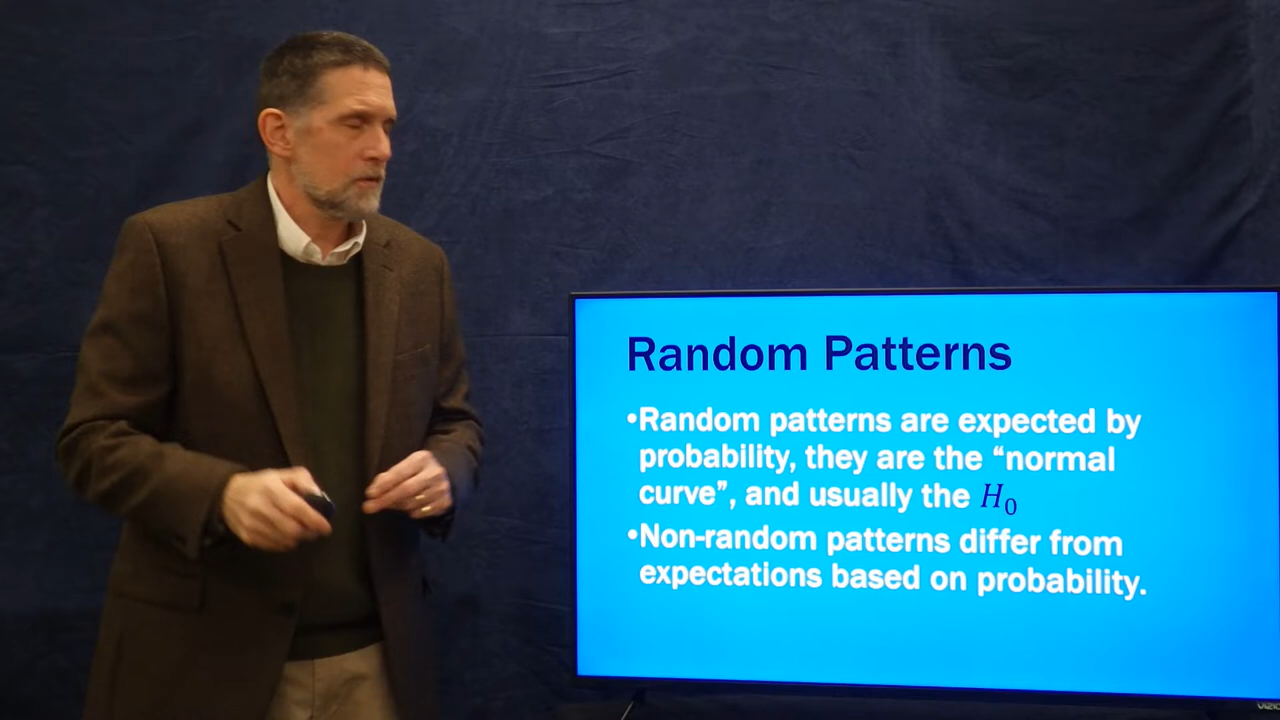 Random Patterns
•Random patterns are expected by
probability, they are the “normal
curve”, and usually the H₀
•Non-random patterns differ from
expectations based on probability.
VIZIO